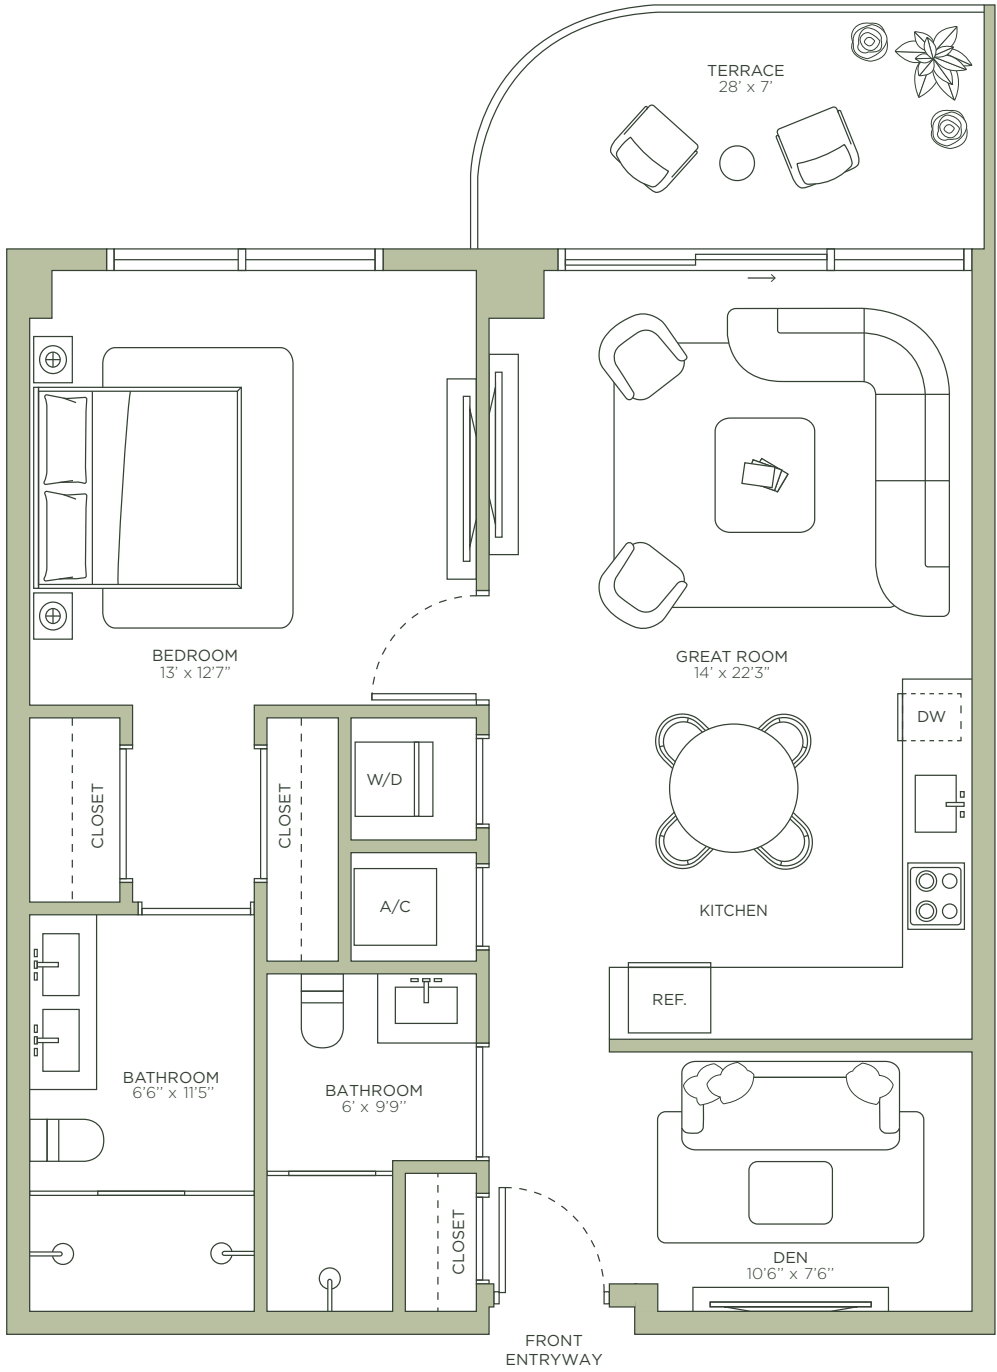 TERRACE
28' x 7'
BEDROOM
13' x 12'7”
GREAT ROOM
14' x 22'3”
DW
CLOSET
CLOSET
W/D
A/C
KITCHEN
REF.
BATHROOM
6'6'' x 11'5''
BATHROOM
6' x 9'9’’
CLOSET
DEN
10'6'' x 7'6’’
FRONT
ENTRYWAY